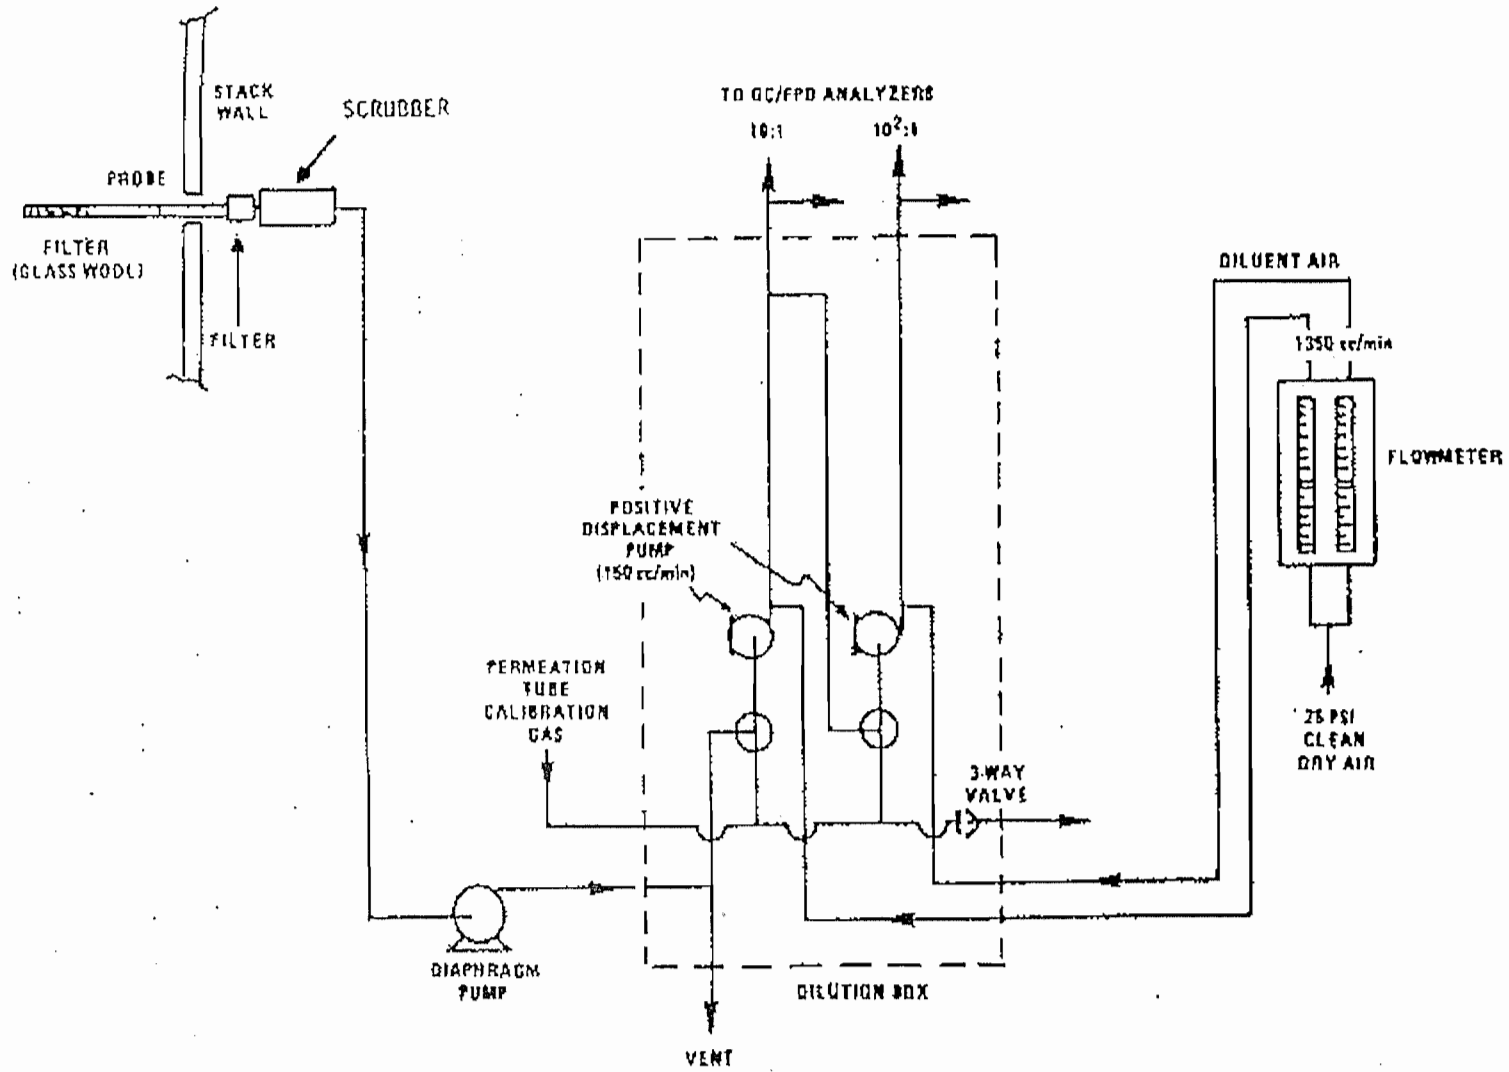 STACK
WALL
SCRUBBER
PROBE
FILTER
(GLASS WOOL)
FILTER
TO GC/FPD ANALYZERS
10:1
10²:1
DILUENT AIR
1350 cc/min
FLOWMETER
25 PSI
CLEAN
DRY AIR
POSITIVE
DISPLACEMENT
PUMP
(150 cc/min)
PERMEATION
TUBE
CALIBRATION
GAS
3-WAY
VALVE
DIAPHRAGM
PUMP
DILUTION BOX
VENT